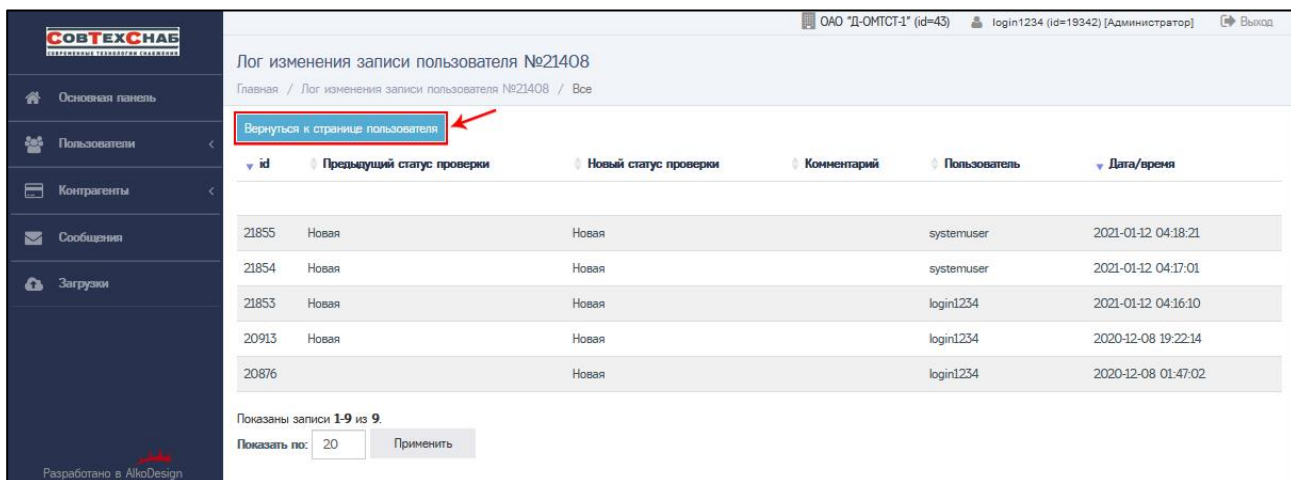 ОАО "Д-ОМТСТ-1" (id=43) login1234 (id=19342) [Администратор] Выход
СОВТЕХСНАБ
СОВРЕМЕННЫЕ ТЕХНОЛОГИИ СНАБЖЕНИЯ
Лог изменения записи пользователя №21408
Главная / Лог изменения записи пользователя №21408 / Все
Основная панель
Пользователи
Контрагенты
Сообщения
Загрузки
Вернуться к странице пользователя
id Предыдущий статус проверки Новый статус проверки Комментарий Пользователь Дата/время
21855 Новая Новая systemuser 2021-01-12 04:18:21
21854 Новая Новая systemuser 2021-01-12 04:17:01
21853 Новая Новая login1234 2021-01-12 04:16:10
20913 Новая Новая login1234 2020-12-08 19:22:14
20876 Новая login1234 2020-12-08 01:47:02
Показаны записи 1-9 из 9.
Показать по: 20 Применить
Разработано в AlkoDesign